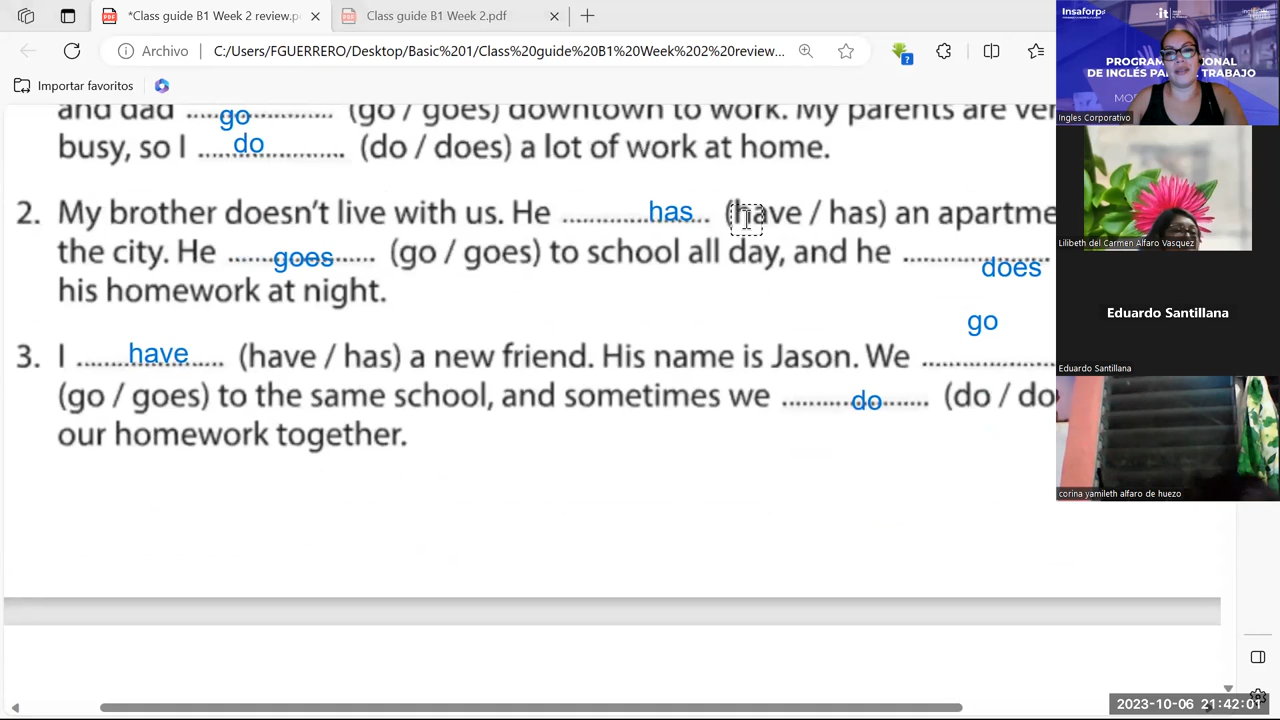 *Class guide B1 Week 2 review.p
Class guide B1 Week 2.pdf
Archivo
C:/Users/FGUERRERO/Desktop/Basic%201/Class%20guide%20B1%20Week%202%20review...
Importar favoritos
and dad go (go / goes) downtown to work. My parents are ver
busy, so I do (do / does) a lot of work at home.
2. My brother doesn't live with us. He has (have / has) an apartme
the city. He goes (go / goes) to school all day, and he does
his homework at night.
go
3. I have (have / has) a new friend. His name is Jason. We
(go / goes) to the same school, and sometimes we do (do / do
our homework together.
Insaforp
PROGRAMA NACIONAL
DE INGLÉS PARA EL TRABAJO
Ingles Corporativo
Lilibeth del Carmen Alfaro Vasquez
Eduardo Santillana
Eduardo Santillana
corina yamileth alfaro de huezo
2023-10-06 21:42:01